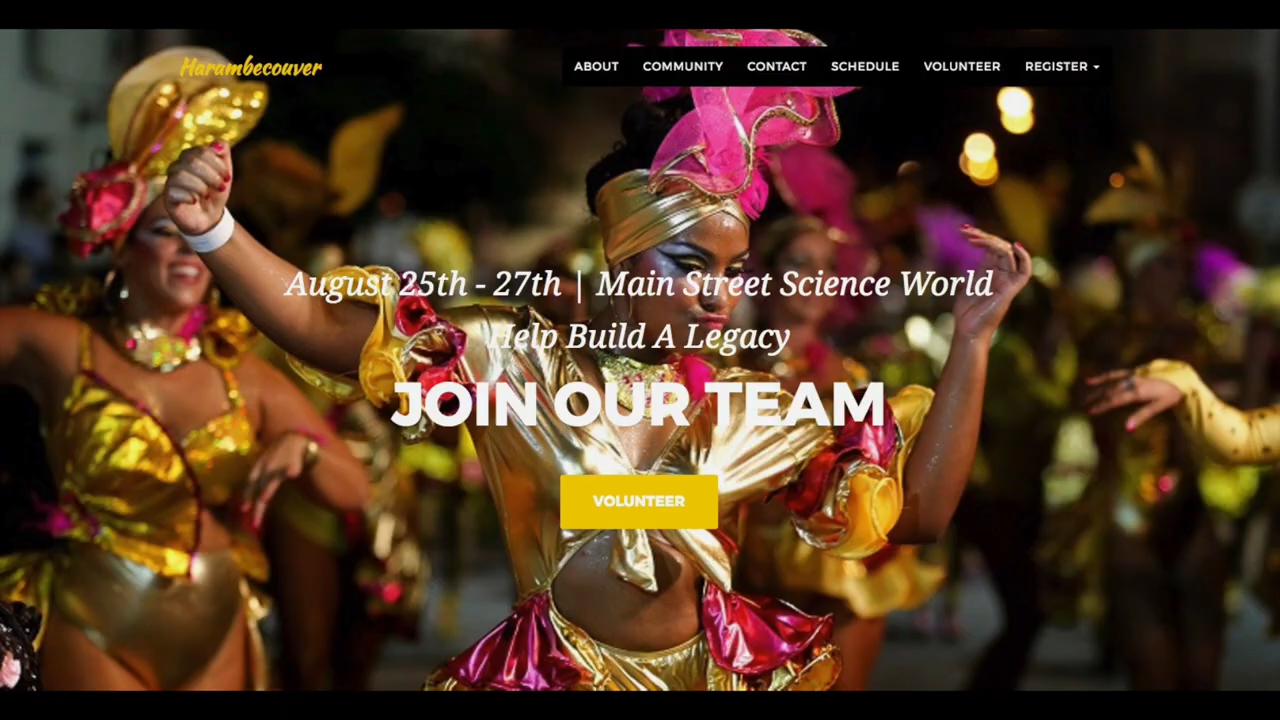 Harambecouver
ABOUT COMMUNITY CONTACT SCHEDULE VOLUNTEER REGISTER
August 25th - 27th | Main Street Science World
Help Build A Legacy
JOIN OUR TEAM
VOLUNTEER